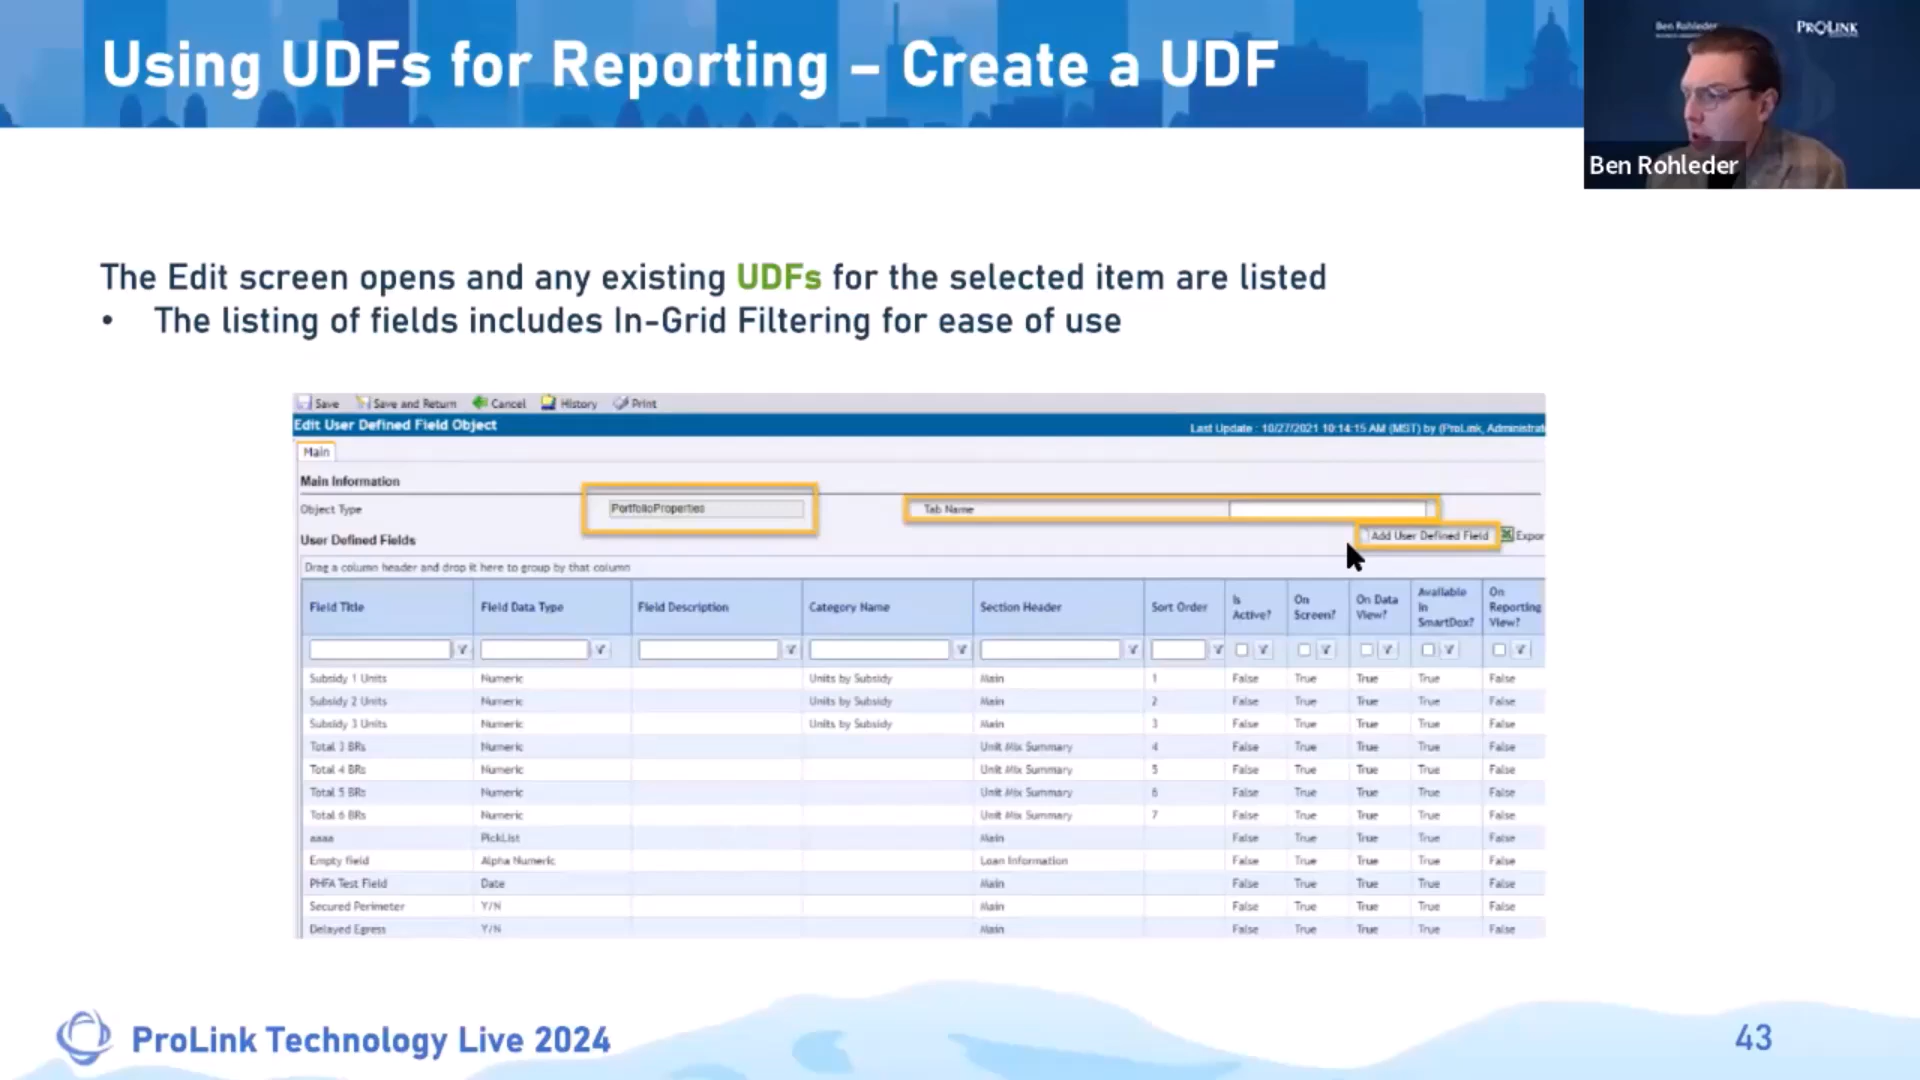 Using UDFs for Reporting – Create a UDF
Ben Rohleder
PROLINK
Ben Rohleder
The Edit screen opens and any existing UDFs for the selected item are listed
• The listing of fields includes In-Grid Filtering for ease of use
Save Save and Return Cancel History Print
Edit User Defined Field Object
Last Update : 10/27/2021 10:14:15 AM (MST) by (ProLink, Administrat
Main
Main Information
Object Type PortfolioProperties Tab Name
User Defined Fields Add User Defined Field Expor
Drag a column header and drop it here to group by that column
Field Title Field Data Type Field Description Category Name Section Header Sort Order Is Active? On Screen? On Data View? Available In SmartDox? On Reporting View?
Subsidy 1 Units Numeric Units by Subsidy Main 1 False True True True False
Subsidy 2 Units Numeric Units by Subsidy Main 2 False True True True False
Subsidy 3 Units Numeric Units by Subsidy Main 3 False True True True False
Total 3 BRs Numeric Unit Mix Summary 4 False True True True False
Total 4 BRs Numeric Unit Mix Summary 5 False True True True False
Total 5 BRs Numeric Unit Mix Summary 6 False True True True False
Total 6 BRs Numeric Unit Mix Summary 7 False True True True False
aaaa PickList Main False True True True False
Empty field Alpha Numeric Loan Information False True True True False
PHFA Test Field Date Main False True True True False
Secured Perimeter Y/N Main False True True True False
Delayed Egress Y/N Main False True True True False
ProLink Technology Live 2024
43